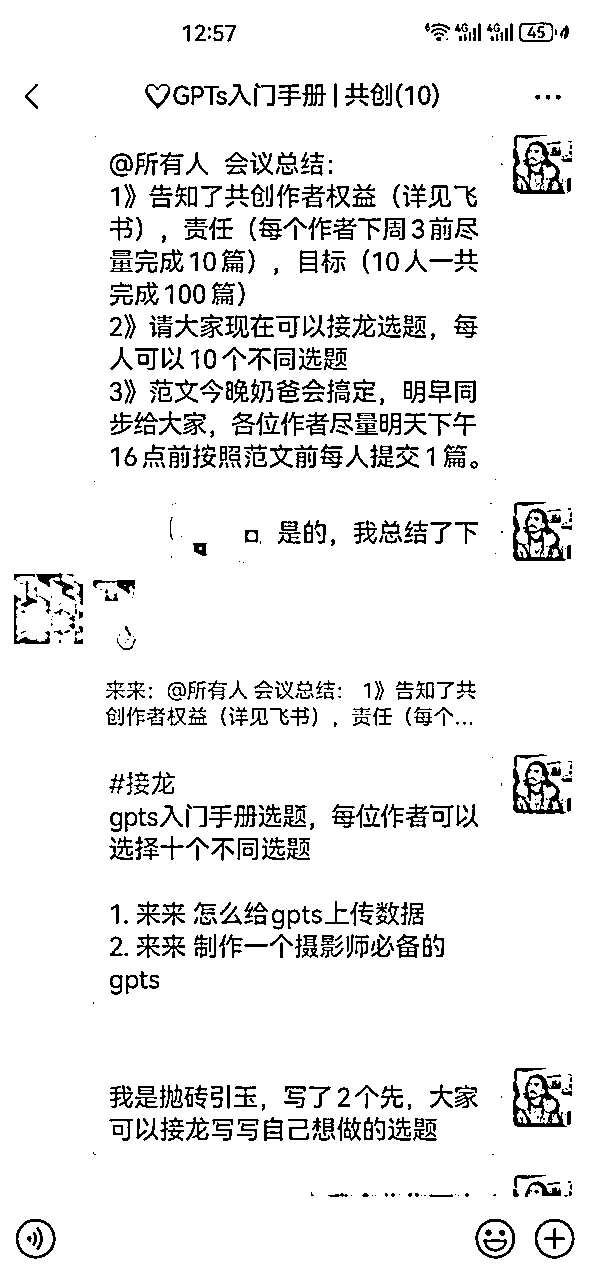 12:57
6 4G 4G 45
♡GPTs入门手册 | 共创(10)
@所有人 会议总结：
1》告知了共创作者权益（详见飞
书），责任（每个作者下周3前尽
量完成10篇），目标（10人一共
完成100篇）
2》请大家现在可以接龙选题，每
人可以10个不同选题
3》范文今晚奶爸会搞定，明早同
步给大家，各位作者尽量明天下午
16点前按照范文前每人提交1篇。
是的，我总结了下
来来：@所有人 会议总结： 1》告知了共
创作者权益（详见飞书），责任（每个...
#接龙
gpts入门手册选题，每位作者可以
选择十个不同选题
1. 来来 怎么给gpts上传数据
2. 来来 制作一个摄影师必备的
gpts
我是抛砖引玉，写了2个先，大家
可以接龙写写自己想做的选题